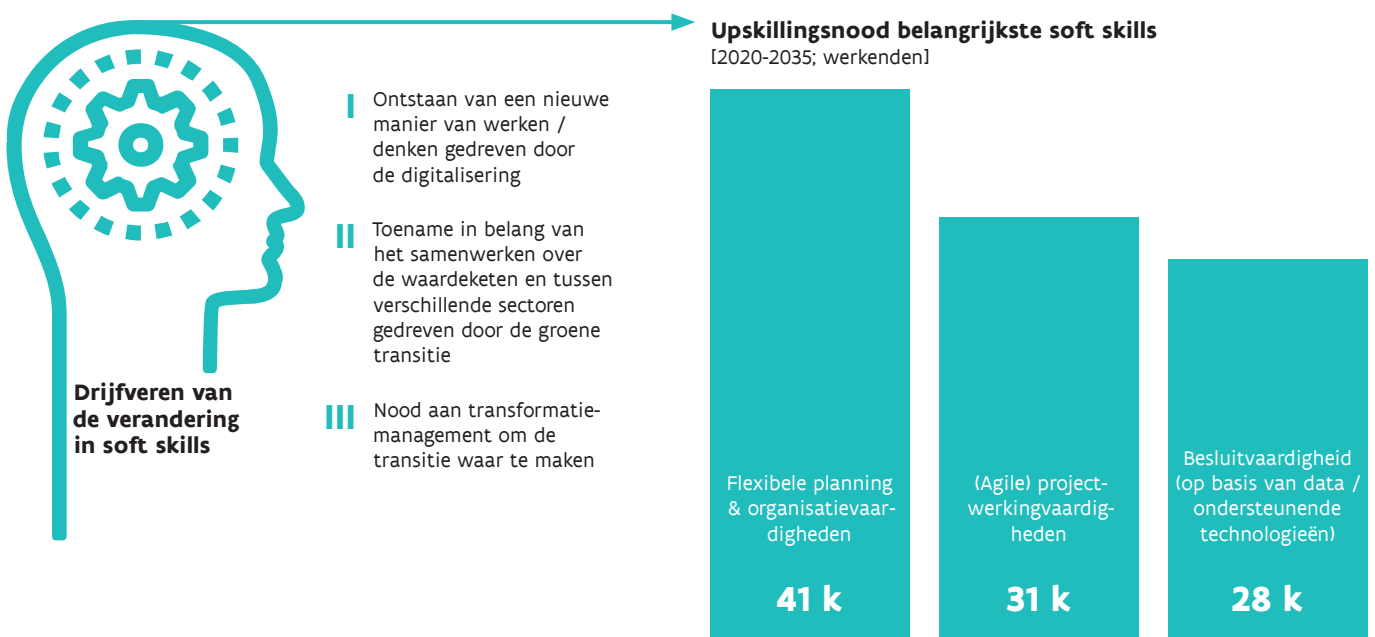 Upskillingsnood belangrijkste soft skills
[2020-2035; werkenden]
I
Ontstaan van een nieuwe
manier van werken /
denken gedreven door
de digitalisering
II
Toename in belang van
het samenwerken over
de waardeketen en tussen
verschillende sectoren
gedreven door de groene
transitie
III
Nood aan transformatie-
management om de
transitie waar te maken
Drijfveren van
de verandering
in soft skills
Flexibele planning
& organisatievaar-
digheden
41 k
(Agile) project-
werkingvaardig-
heden
31 k
Besluitvaardigheid
(op basis van data /
ondersteunende
technologieën)
28 k